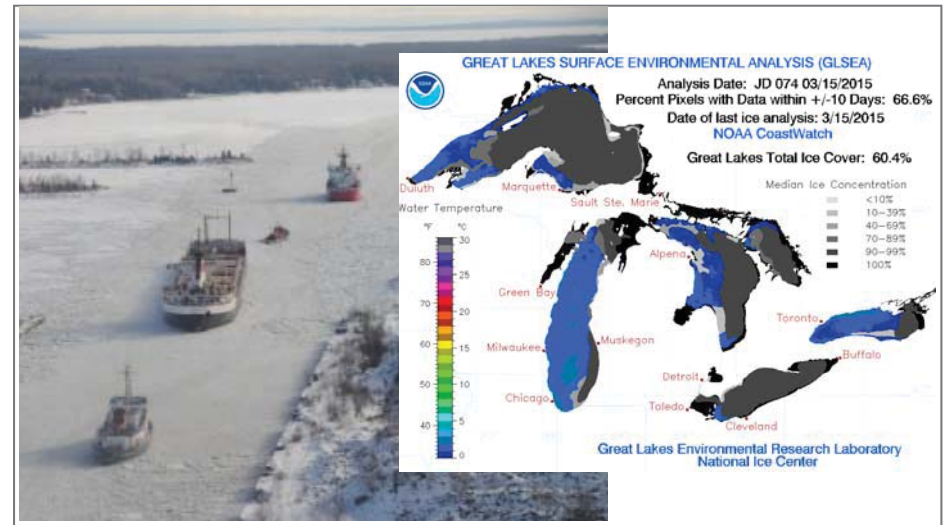 GREAT LAKES SURFACE ENVIRONMENTAL ANALYSIS (GLSEA)
NOAA
Analysis Date: JD 074 03/15/2015
Percent Pixels with Data within +/-10 Days: 66.6%
Date of last ice analysis: 3/15/2015
NOAA CoastWatch
Great Lakes Total Ice Cover: 60.4%
Median Ice Concentration
<10%
10-39%
40-69%
70-89%
90-99%
100%
Duluth
Marquette
Sault Ste. Marie
Water Temperature
°F
°C
30
80
25
70
20
15
60
10
50
5
40
0
Alpena
Green Bay
Toronto
Milwaukee
Muskegon
Buffalo
Detroit
Chicago
Toledo
Cleveland
Great Lakes Environmental Research Laboratory
National Ice Center